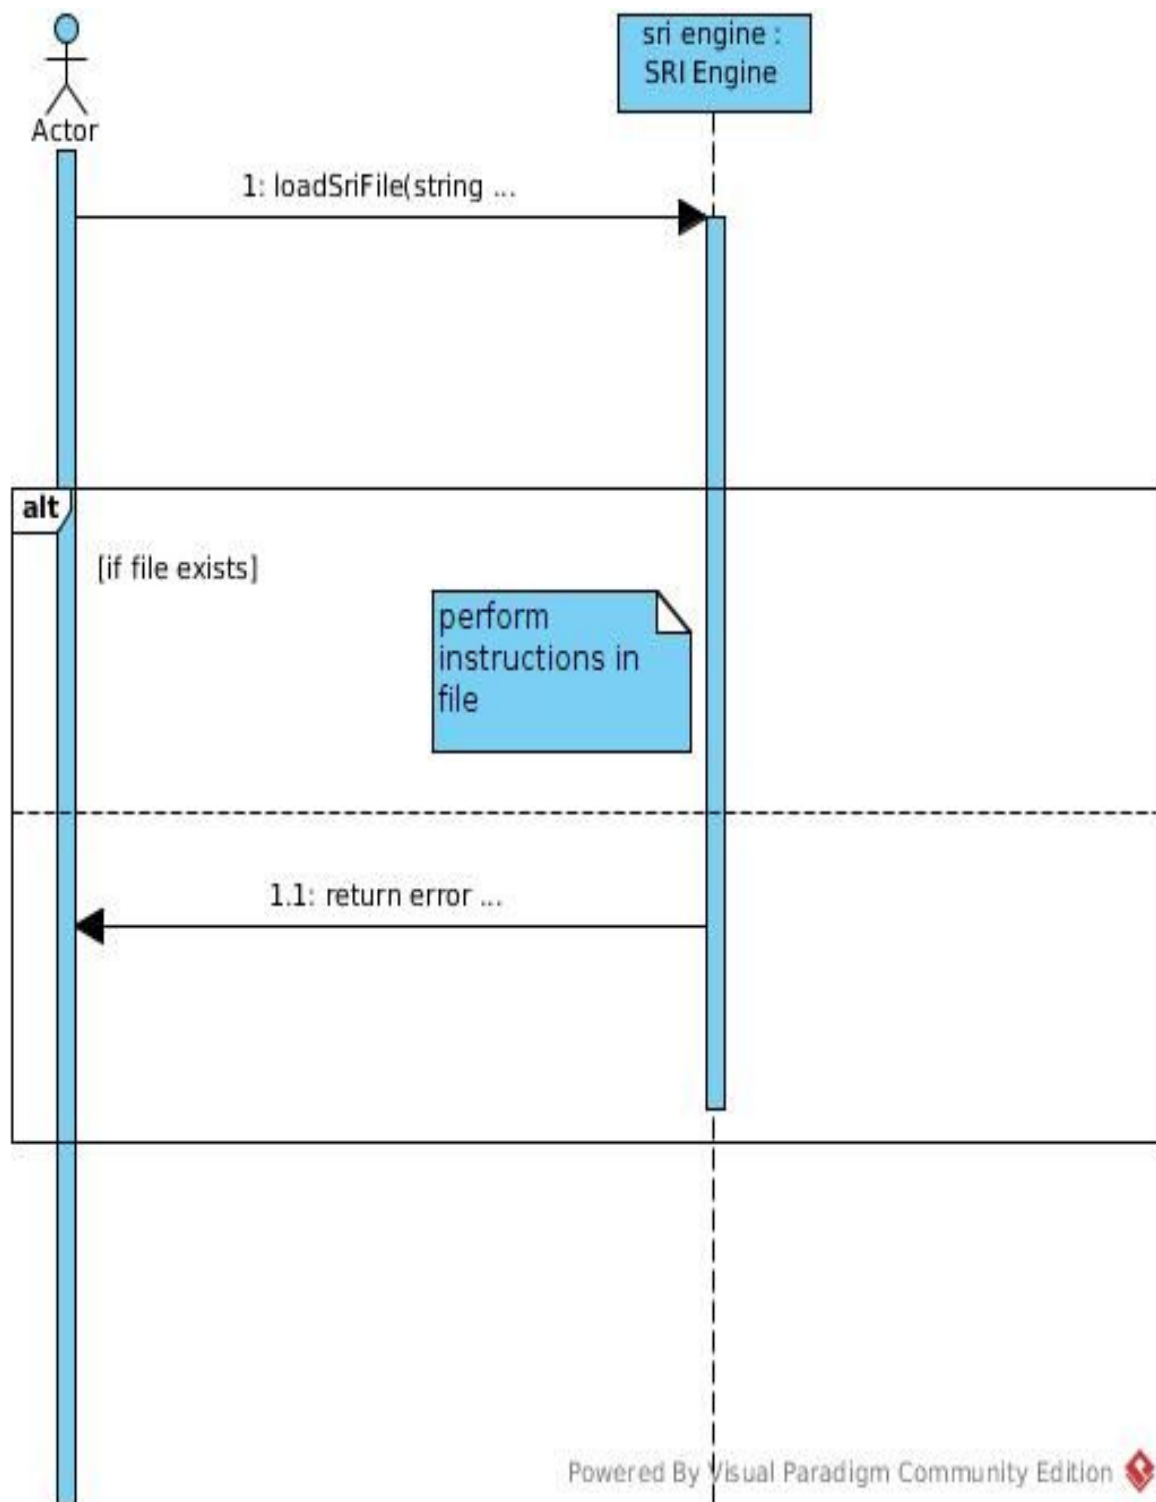 sri engine :
SRI Engine
Actor
1: loadSriFile(string ...
alt
[if file exists]
perform
instructions in
file
1.1: return error ...
Powered By Visual Paradigm Community Edition